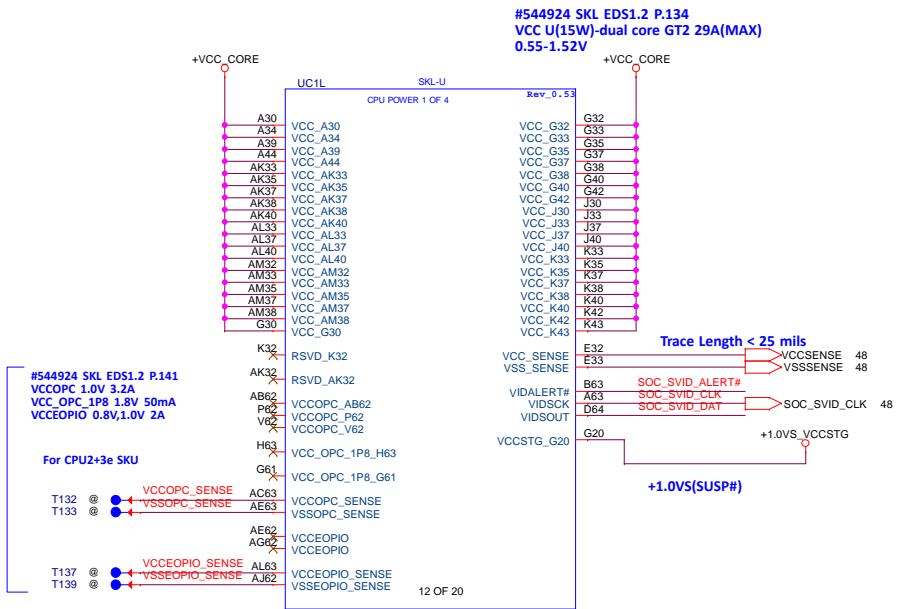 #544924 SKL EDS1.2 P.134
VCC U(15W)-dual core GT2 29A(MAX)
0.55-1.52V
+VCC_CORE
+VCC_CORE
UC1L
SKL-U
Rev_0.53
CPU POWER 1 OF 4
A30 VCC_A30
A34 VCC_A34
A39 VCC_A39
A44 VCC_A44
AK33 VCC_AK33
AK35 VCC_AK35
AK37 VCC_AK37
AK38 VCC_AK38
AK40 VCC_AK40
AL33 VCC_AL33
AL37 VCC_AL37
AL40 VCC_AL40
AM32 VCC_AM32
AM33 VCC_AM33
AM35 VCC_AM35
AM37 VCC_AM37
AM38 VCC_AM38
G30 VCC_G30
K32 RSVD_K32
AK32 RSVD_AK32
AB62 VCCOPC_AB62
P62 VCCOPC_P62
V62 VCCOPC_V62
H63 VCC_OPC_1P8_H63
G61 VCC_OPC_1P8_G61
#544924 SKL EDS1.2 P.141
VCCOPC 1.0V 3.2A
VCC_OPC_1P8 1.8V 50mA
VCCEOPIO 0.8V,1.0V 2A
For CPU2+3e SKU
T132 @ VCCOPC_SENSE AC63 VCCOPC_SENSE
T133 @ VSSOPC_SENSE AE63 VSSOPC_SENSE
AE62 VCCEOPIO
AG62 VCCEOPIO
T137 @ VCCEOPIO_SENSE AL63 VCCEOPIO_SENSE
T139 @ VSSEOPIO_SENSE AJ62 VSSEOPIO_SENSE
VCC_G32 G32
VCC_G33 G33
VCC_G35 G35
VCC_G37 G37
VCC_G38 G38
VCC_G40 G40
VCC_G42 G42
VCC_J30 J30
VCC_J33 J33
VCC_J37 J37
VCC_J40 J40
VCC_K33 K33
VCC_K35 K35
VCC_K37 K37
VCC_K38 K38
VCC_K40 K40
VCC_K42 K42
VCC_K43 K43
Trace Length < 25 mils
VCC_SENSE E32 VCCSENSE 48
VSS_SENSE E33 VSSSENSE 48
VIDALERT# B63 SOC_SVID_ALERT#
VIDSCK A63 SOC_SVID_CLK SOC_SVID_CLK 48
VIDSOUT D64 SOC_SVID_DAT
VCCSTG_G20 G20 +1.0VS_VCCSTG
+1.0VS(SUSP#)
12 OF 20